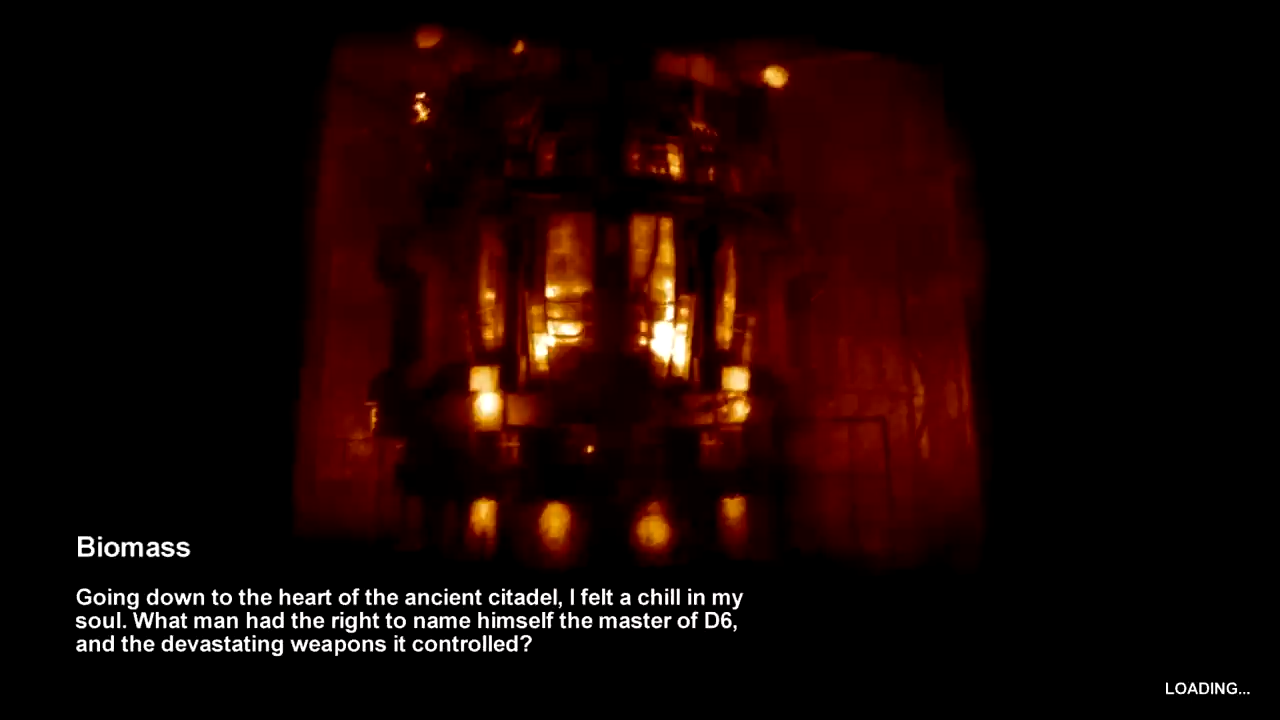 Biomass
Going down to the heart of the ancient citadel, I felt a chill in my
soul. What man had the right to name himself the master of D6,
and the devastating weapons it controlled?
LOADING...